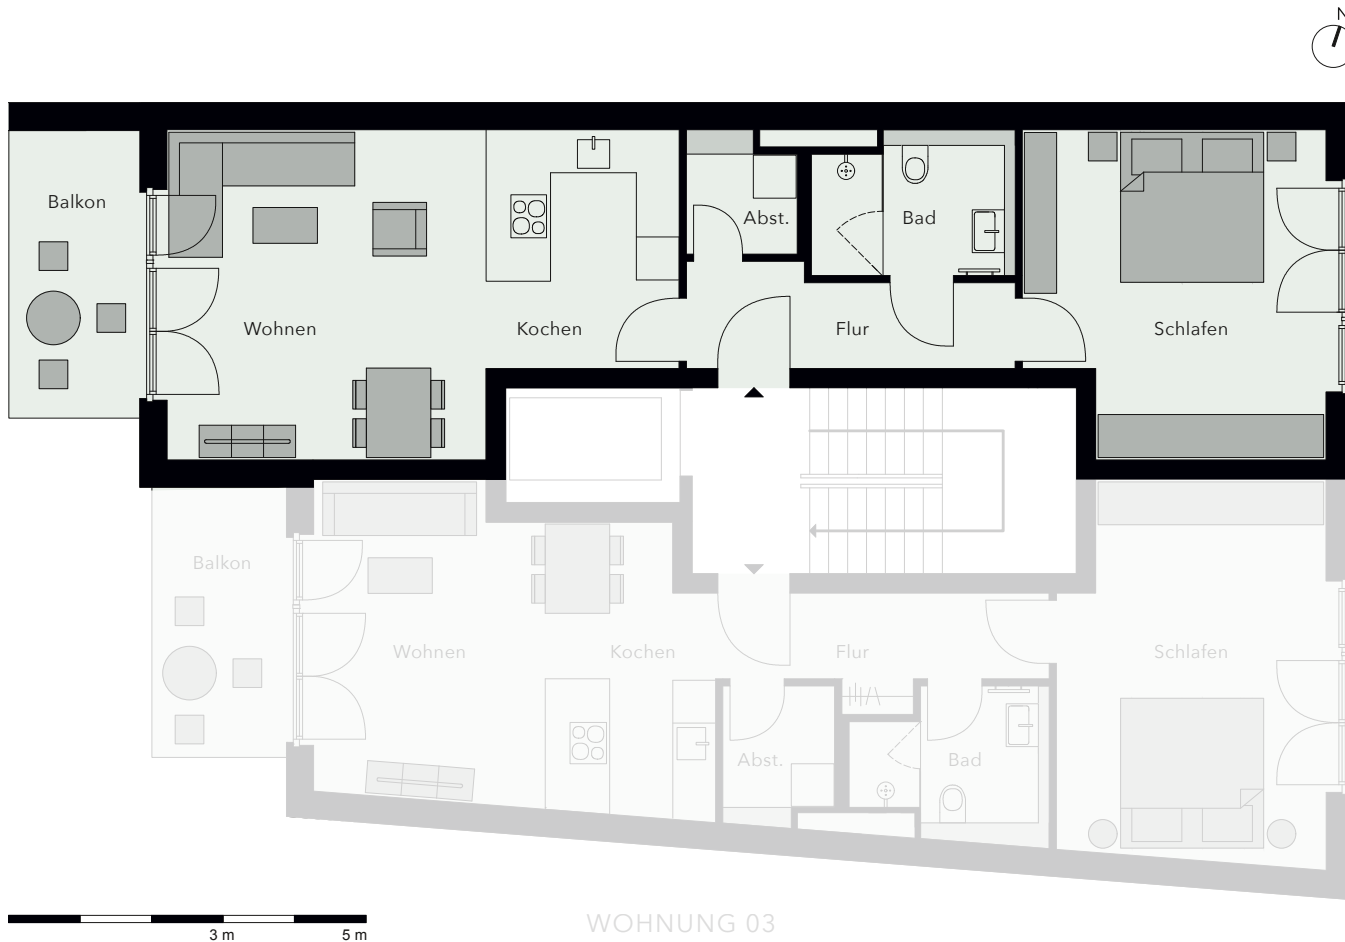 N
Balkon
Wohnen
Kochen
Abst.
Bad
Flur
Schlafen
Balkon
Wohnen
Kochen
Flur
Schlafen
Abst.
Bad
3 m
5 m
WOHNUNG 03